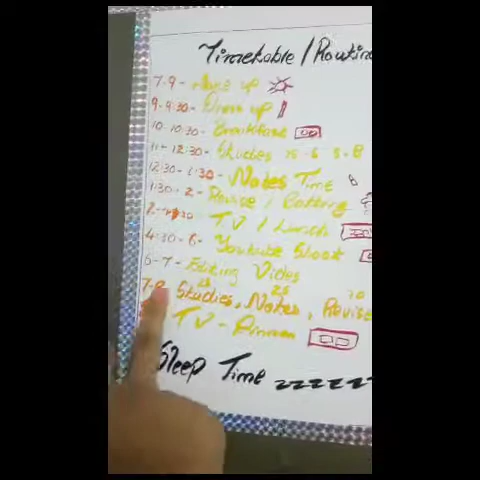 Timetable / Routine
7-9 - Wake up
9-9:30 - Dress up
10-10:30 - Breakfast
11-12:30 - Studies
12:30-1:30 - Notes Time
1:30-2 - Revise /
TV / Lunch
4:30-6 - Youtube Shoot
6-7 - Editing Video
7-8 Studies, Notes, Revise
TV - Dinner
Sleep Time zzzzzz